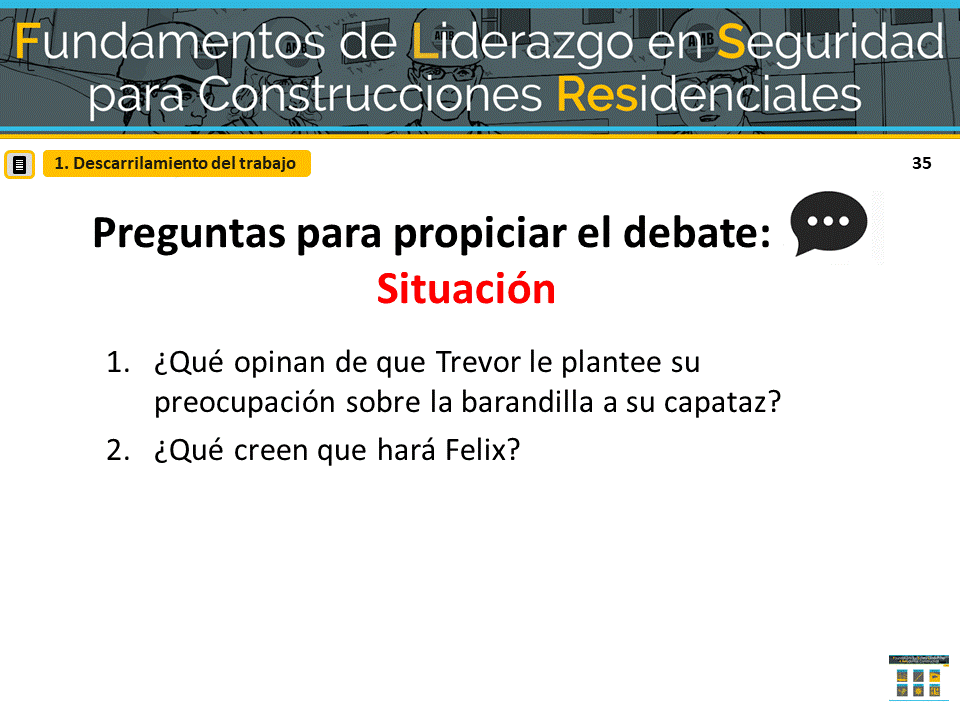 Fundamentos de Liderazgo en Seguridad
para Construcciones Residenciales
1. Descarrilamiento del trabajo
35
Preguntas para propiciar el debate:
Situación
1. ¿Qué opinan de que Trevor le plantee su
preocupación sobre la barandilla a su capataz?
2. ¿Qué creen que hará Felix?